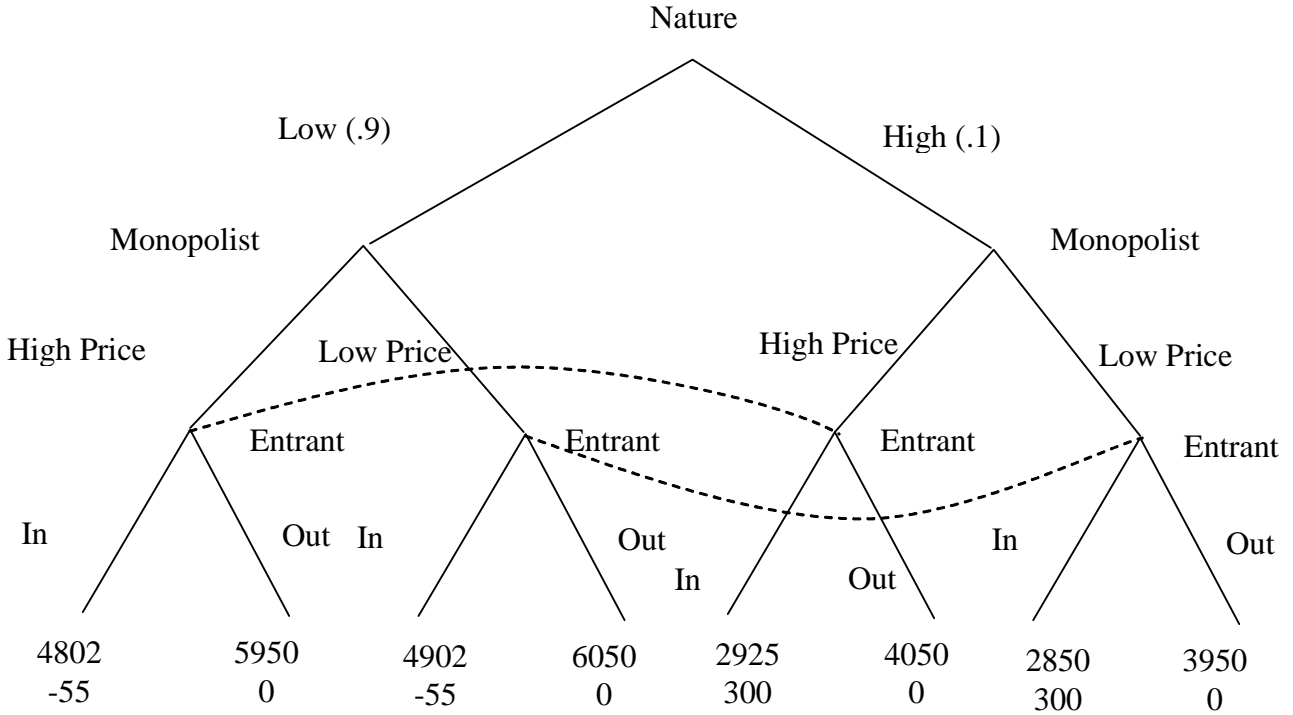 Nature
Low (.9)
High (.1)
Monopolist
Monopolist
High Price
Low Price
High Price
Low Price
Entrant
Entrant
Entrant
Entrant
In
Out
In
Out
In
Out
In
Out
4802
5950
4902
6050
2925
4050
2850
3950
-55
0
-55
0
300
0
300
0